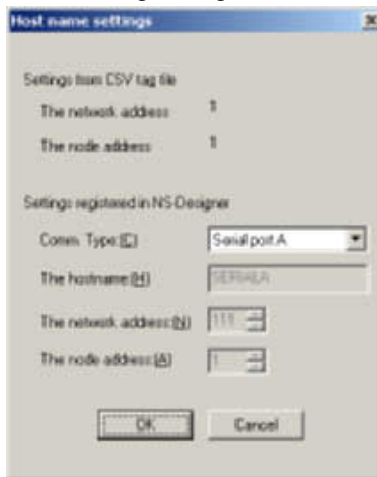 Host name settings
Settings from CSV tag file
The network address 1
The node address 1
Settings registered in NS-Designer
Comm. Type:(C) Serial port A
The hostname:(H) SERIALA
The network address:(N) 111
The node address:(A) 1
OK Cancel